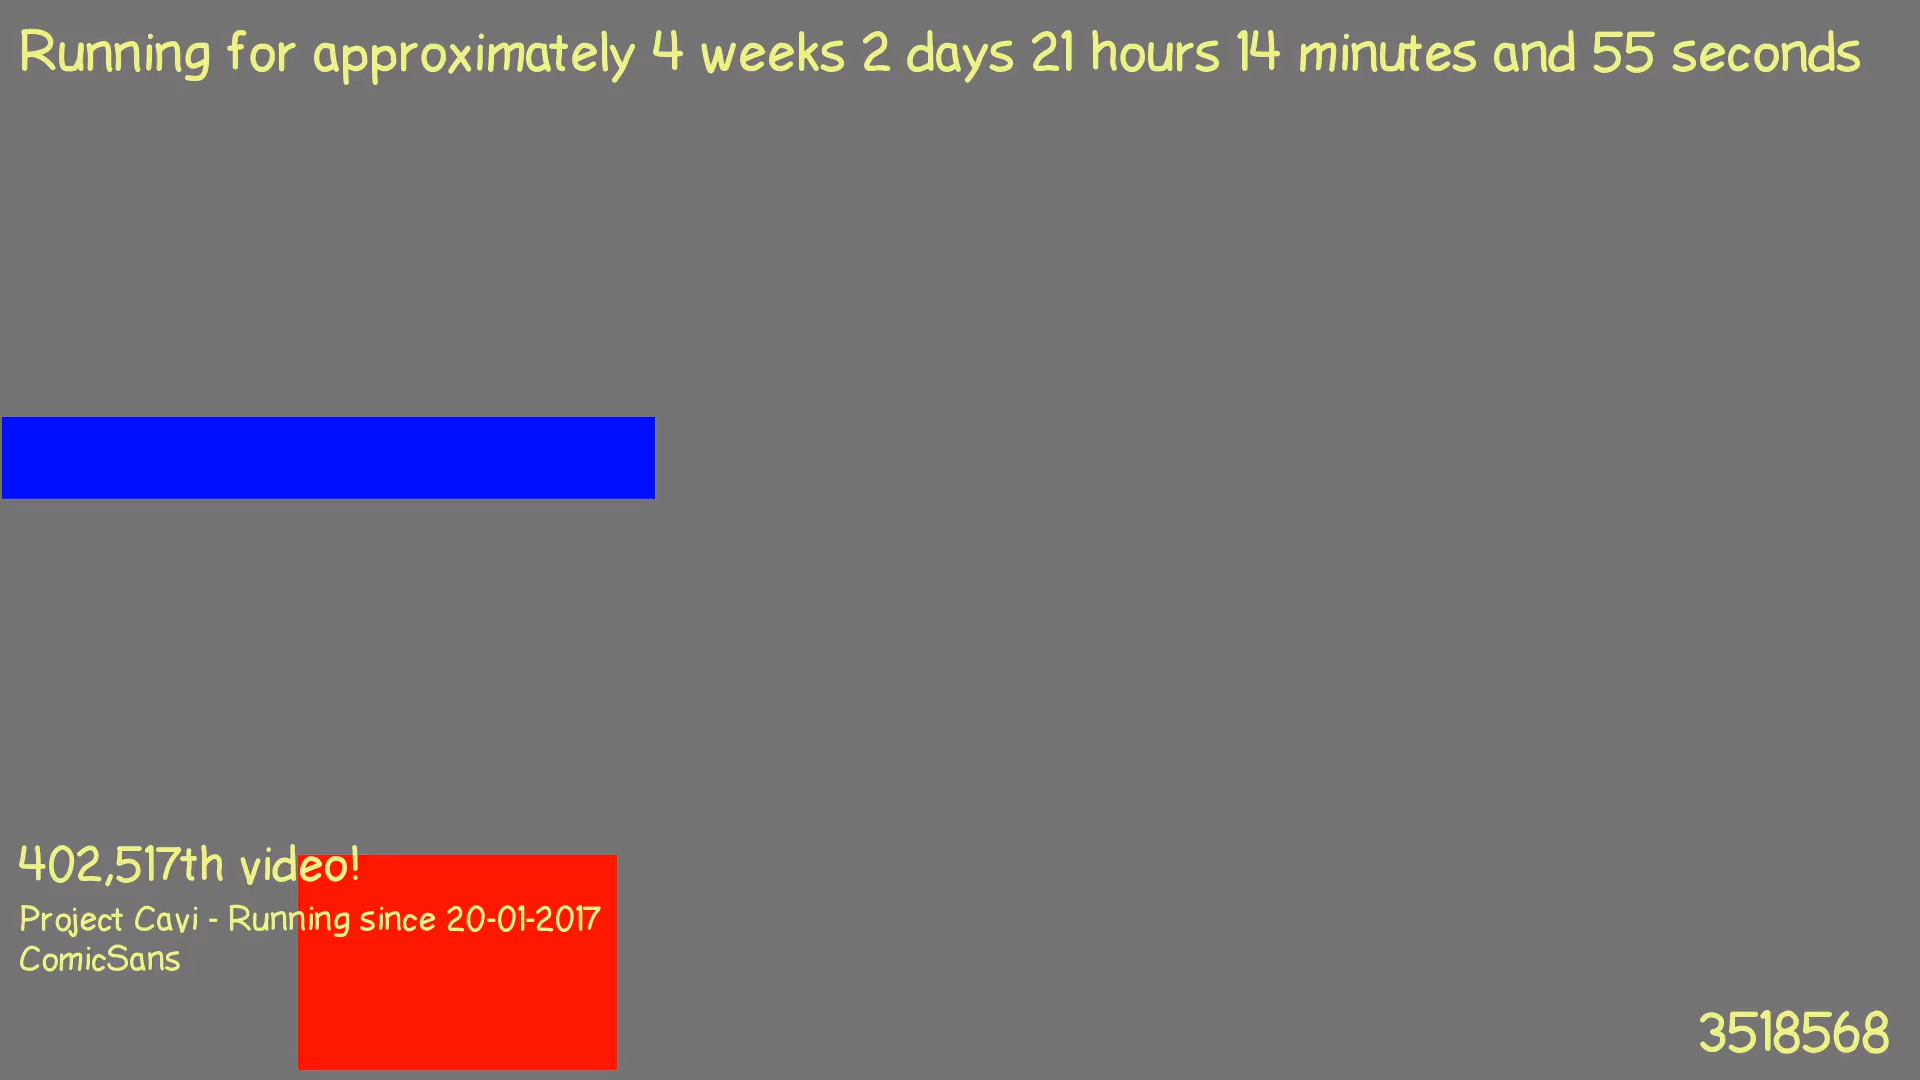 Running for approximately 4 weeks 2 days 21 hours 14 minutes and 55 seconds
402,517th video!
Project Cavi - Running since 20-01-2017
ComicSans
3518568